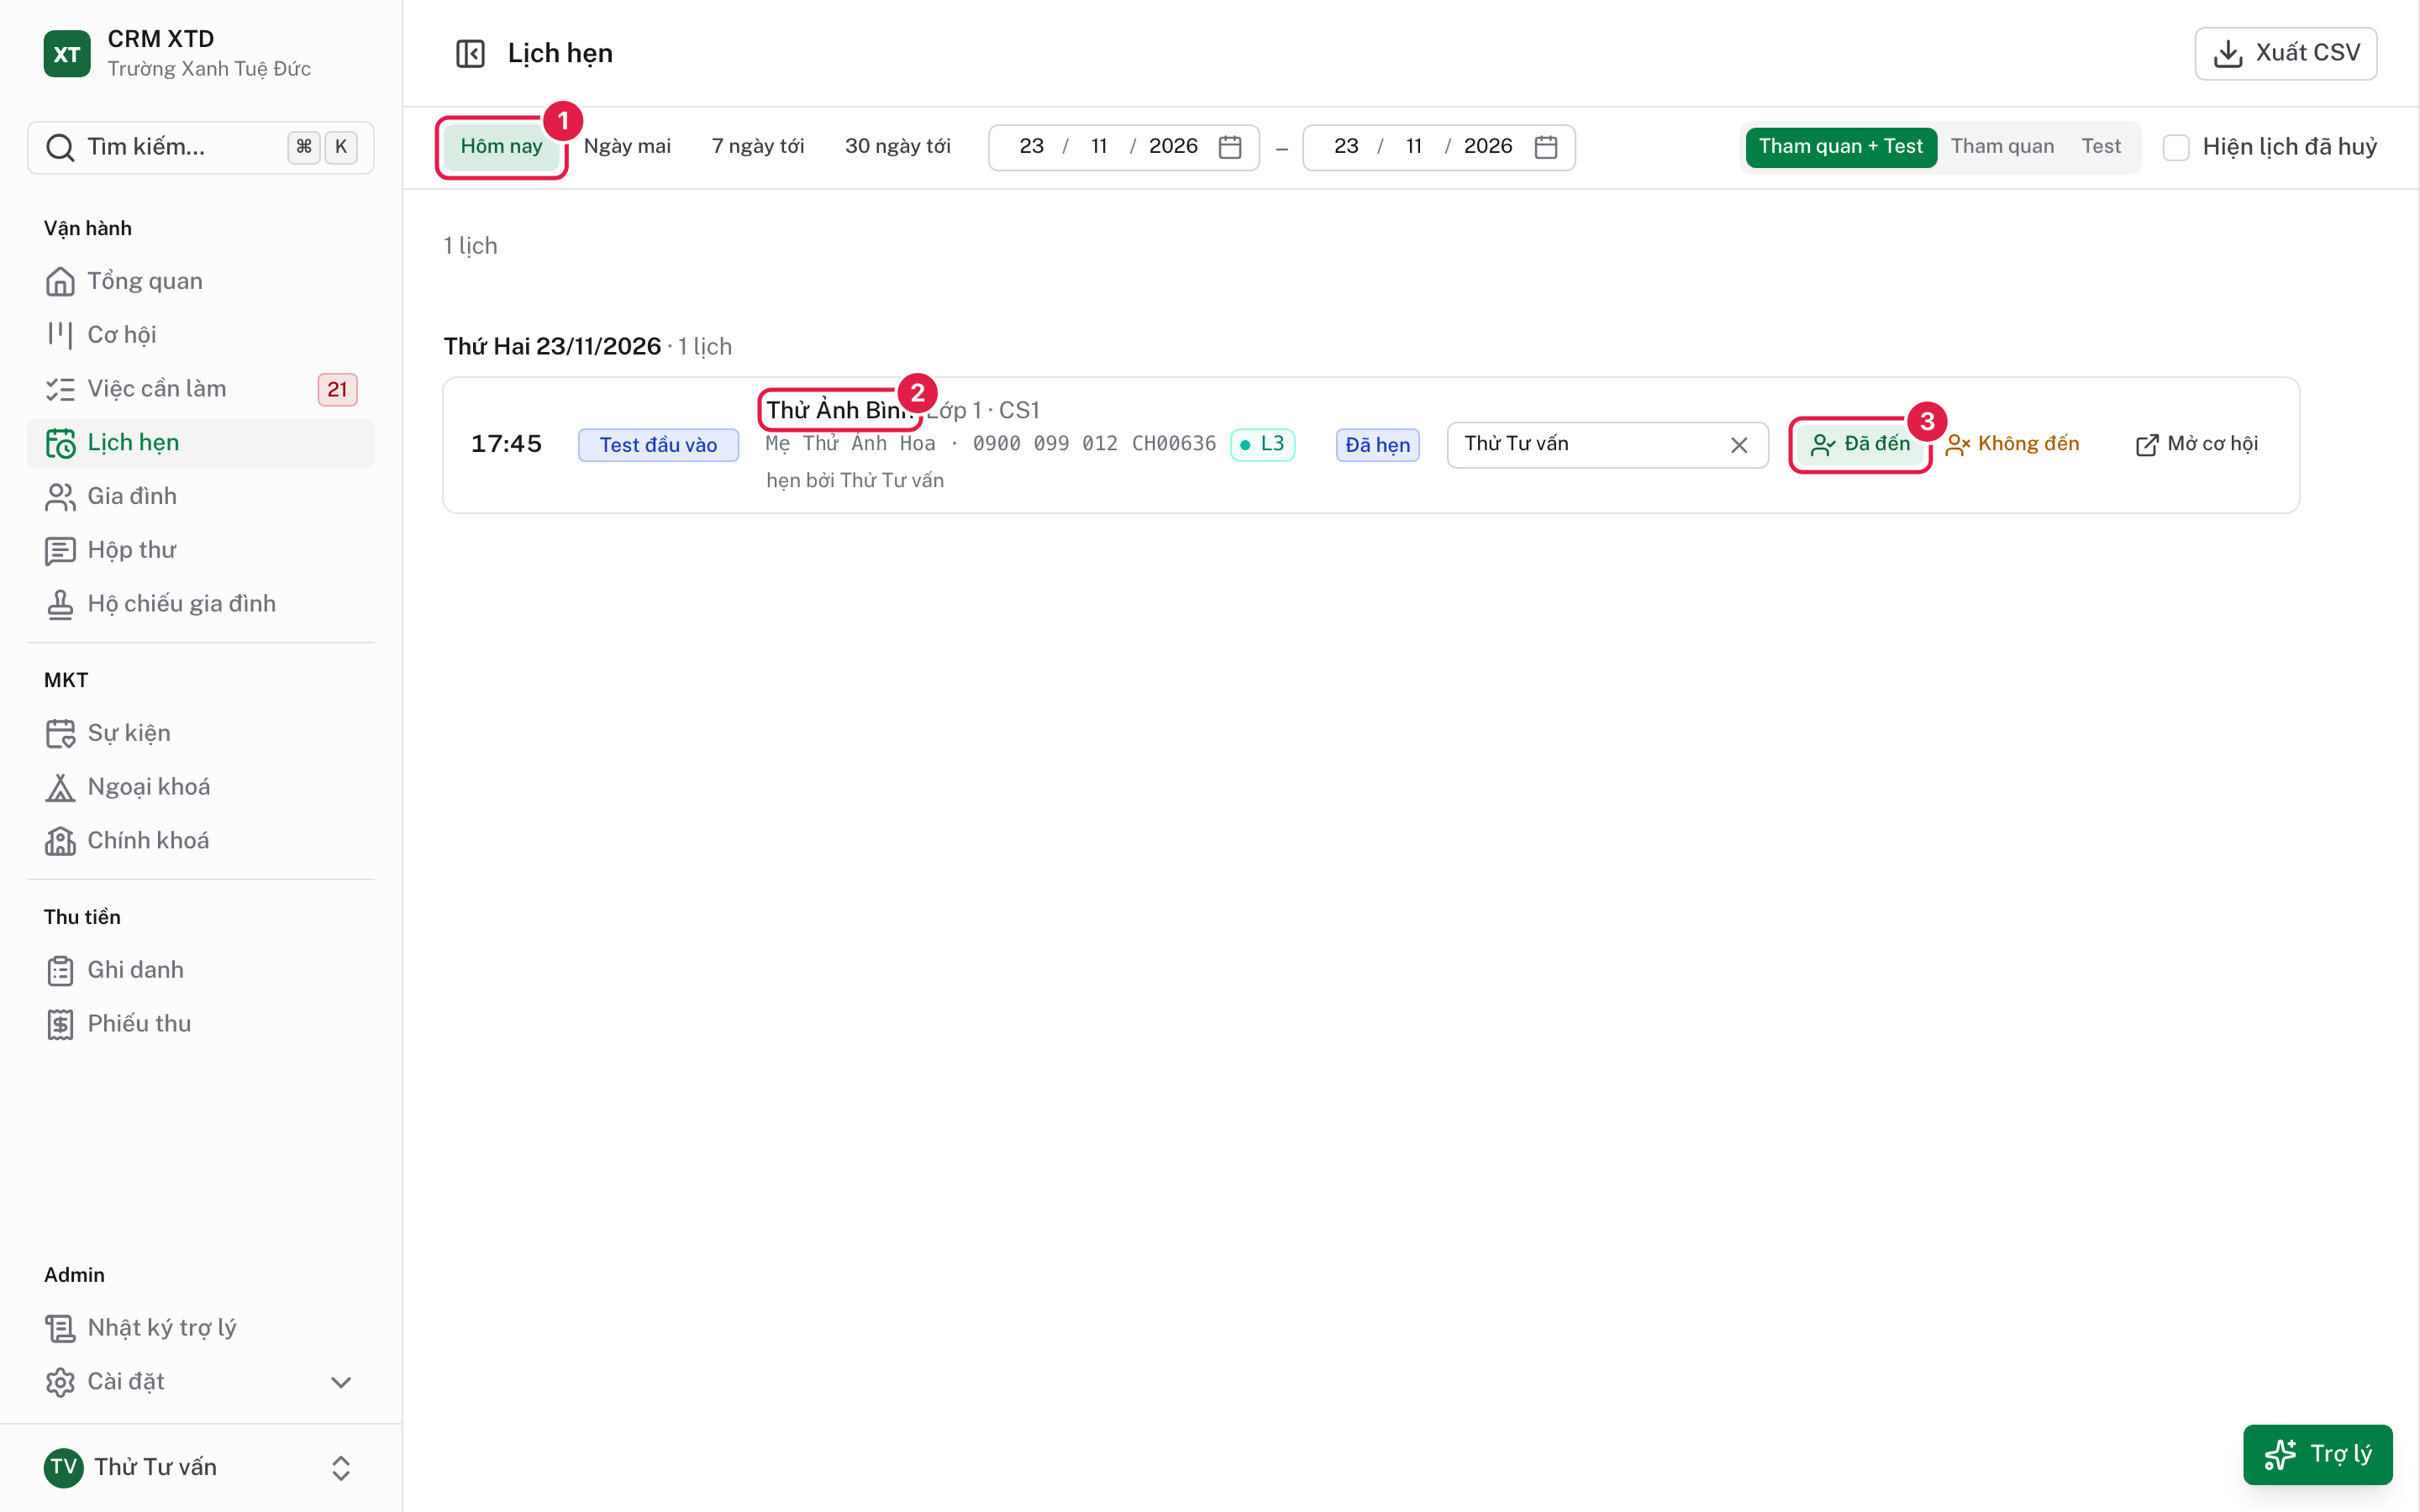 XT
CRM XTD
Trường Xanh Tuệ Đức
Tìm kiếm... ⌘ K
Vận hành
Tổng quan
Cơ hội
Việc cần làm 21
Lịch hẹn
Gia đình
Hộp thư
Hộ chiếu gia đình
MKT
Sự kiện
Ngoại khoá
Chính khoá
Thu tiền
Ghi danh
Phiếu thu
Admin
Nhật ký trợ lý
Cài đặt
TV Thử Tư vấn
Lịch hẹn
Xuất CSV
Hôm nay 1 Ngày mai 7 ngày tới 30 ngày tới 23 / 11 / 2026 – 23 / 11 / 2026 Tham quan + Test Tham quan Test Hiện lịch đã huỷ
1 lịch
Thứ Hai 23/11/2026 · 1 lịch
17:45 Test đầu vào
Thử Ảnh Bình 2 Lớp 1 · CS1
Mẹ Thử Ảnh Hoa · 0900 099 012 CH00636 L3
hẹn bởi Thử Tư vấn
Đã hẹn Thử Tư vấn Đã đến 3 Không đến Mở cơ hội
Trợ lý